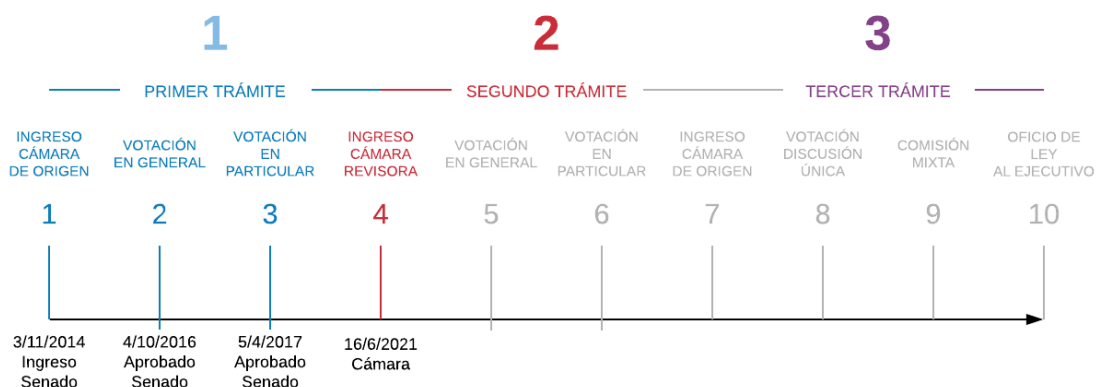 1
2
3
PRIMER TRÁMITE
SEGUNDO TRÁMITE
TERCER TRÁMITE
INGRESO
CÁMARA
DE ORIGEN
VOTACIÓN
EN GENERAL
VOTACIÓN
EN
PARTICULAR
INGRESO
CÁMARA
REVISORA
VOTACIÓN
EN GENERAL
VOTACIÓN
EN
PARTICULAR
INGRESO
CÁMARA
DE ORIGEN
VOTACIÓN
DISCUSIÓN
ÚNICA
COMISIÓN
MIXTA
OFICIO DE
LEY
AL EJECUTIVO
1
2
3
4
5
6
7
8
9
10
3/11/2014
Ingreso
Senado
4/10/2016
Aprobado
Senado
5/4/2017
Aprobado
Senado
16/6/2021
Cámara